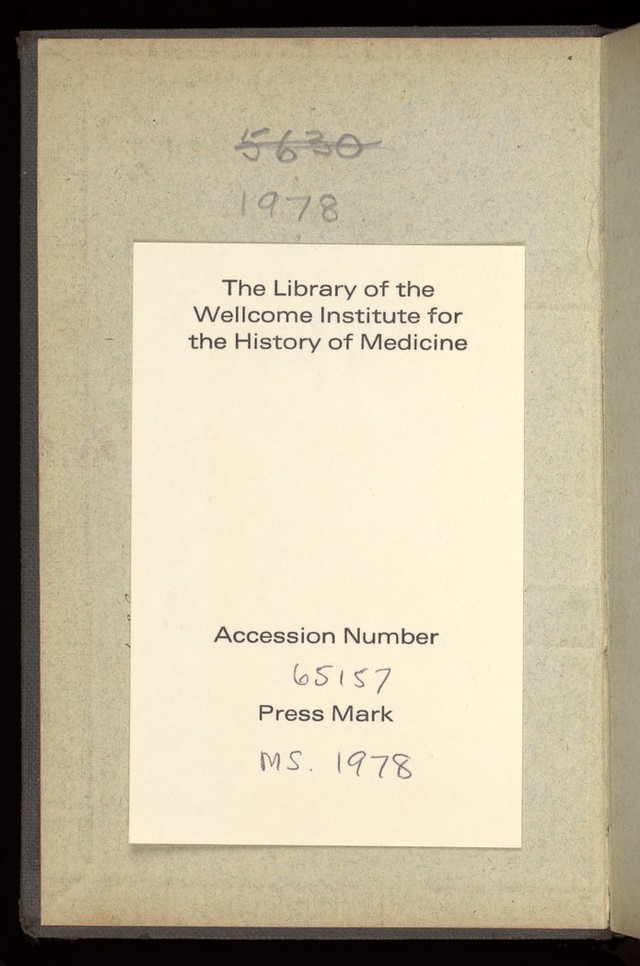 5630
1978
The Library of the
Wellcome Institute for
the History of Medicine
Accession Number
65157
Press Mark
MS. 1978